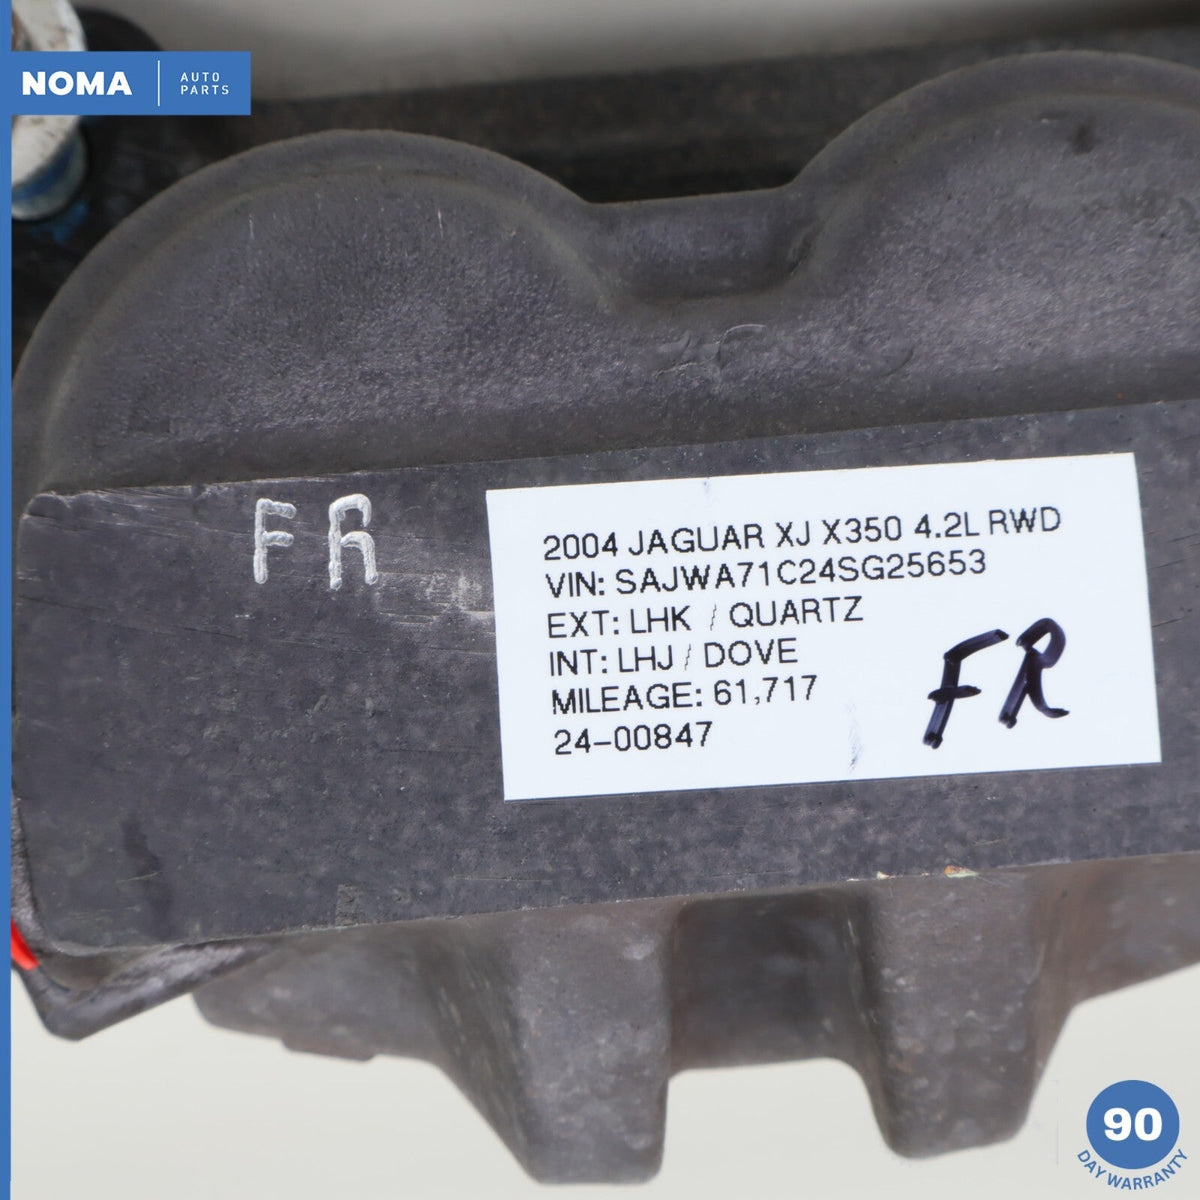 NOMA
AUTO
PARTS
FR
2004 JAGUAR XJ X350 4.2L RWD
VIN: SAJWA71C24SG25653
EXT: LHK / QUARTZ
INT: LHJ / DOVE
MILEAGE: 61,717
24-00847
FR
90
DAY WARRANTY